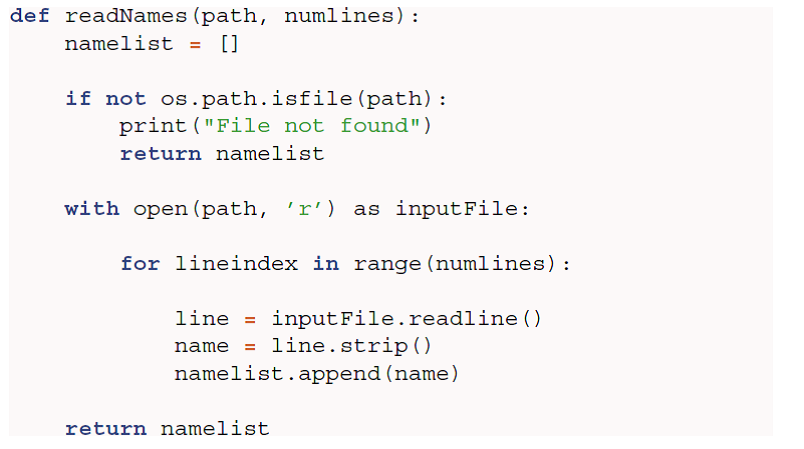 def readNames(path, numlines):
    namelist = []
    if not os.path.isfile(path):
        print("File not found")
        return namelist
    with open(path, 'r') as inputFile:
        for lineindex in range(numlines):
            line = inputFile.readline()
            name = line.strip()
            namelist.append(name)
    return namelist